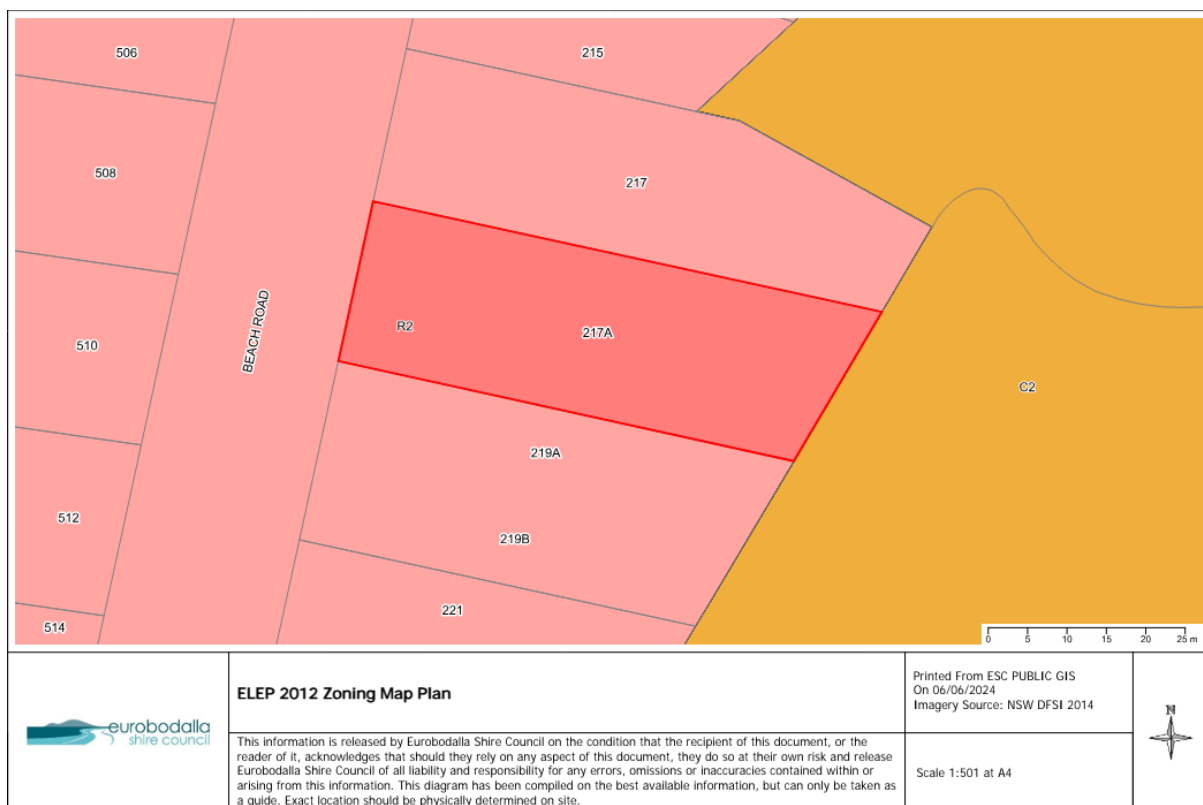 506
215
508
217
BEACH ROAD
R2
217A
510
C2
219A
512
219B
221
514
0 5 10 15 20 25 m
eurobodalla
shire council
ELEP 2012 Zoning Map Plan
Printed From ESC PUBLIC GIS
On 06/06/2024
Imagery Source: NSW DFSI 2014
N
This information is released by Eurobodalla Shire Council on the condition that the recipient of this document, or the
reader of it, acknowledges that should they rely on any aspect of this document, they do so at their own risk and release
Eurobodalla Shire Council of all liability and responsibility for any errors, omissions or inaccuracies contained within or
arising from this information. This diagram has been compiled on the best available information, but can only be taken as
a guide. Exact location should be physically determined on site.
Scale 1:501 at A4